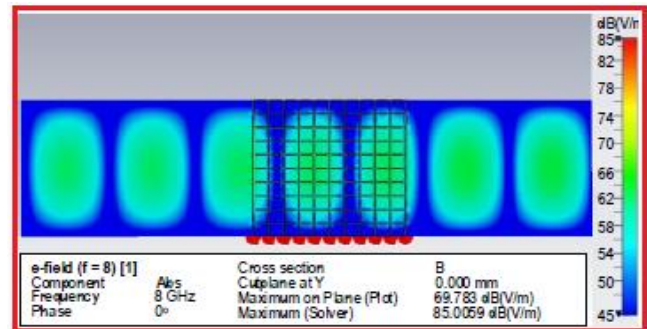 dB(V/m
85
82
78
74
70
66
62
58
54
50
45
e-field (f = 8) [1]
Component Abs
Frequency 8 GHz
Phase 0°
Cross section B
Cutplane at Y 0.000 mm
Maximum on Plane (Plot) 69.783 dB(V/m)
Maximum (Solver) 85.0059 dB(V/m)